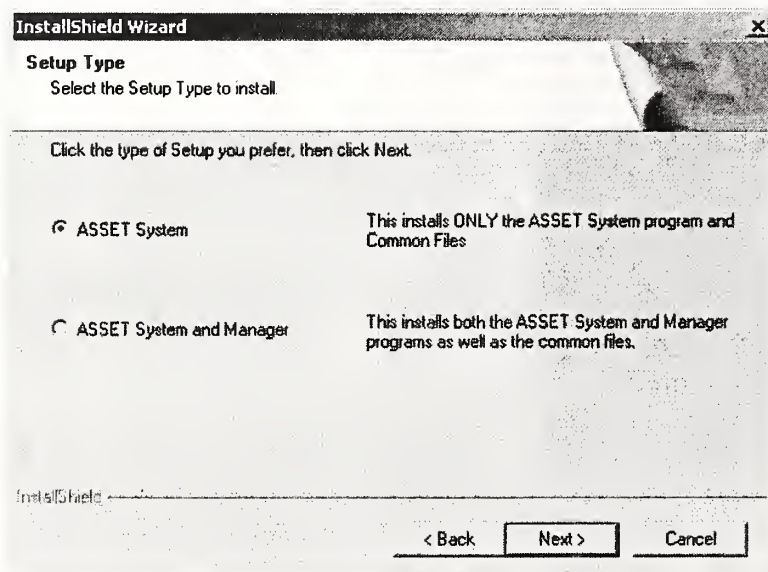 InstallShield Wizard
Setup Type
Select the Setup Type to install.
Click the type of Setup you prefer, then click Next.
ASSET System
This installs ONLY the ASSET System program and
Common Files
ASSET System and Manager
This installs both the ASSET System and Manager
programs as well as the common files.
InstallShield
< Back
Next >
Cancel